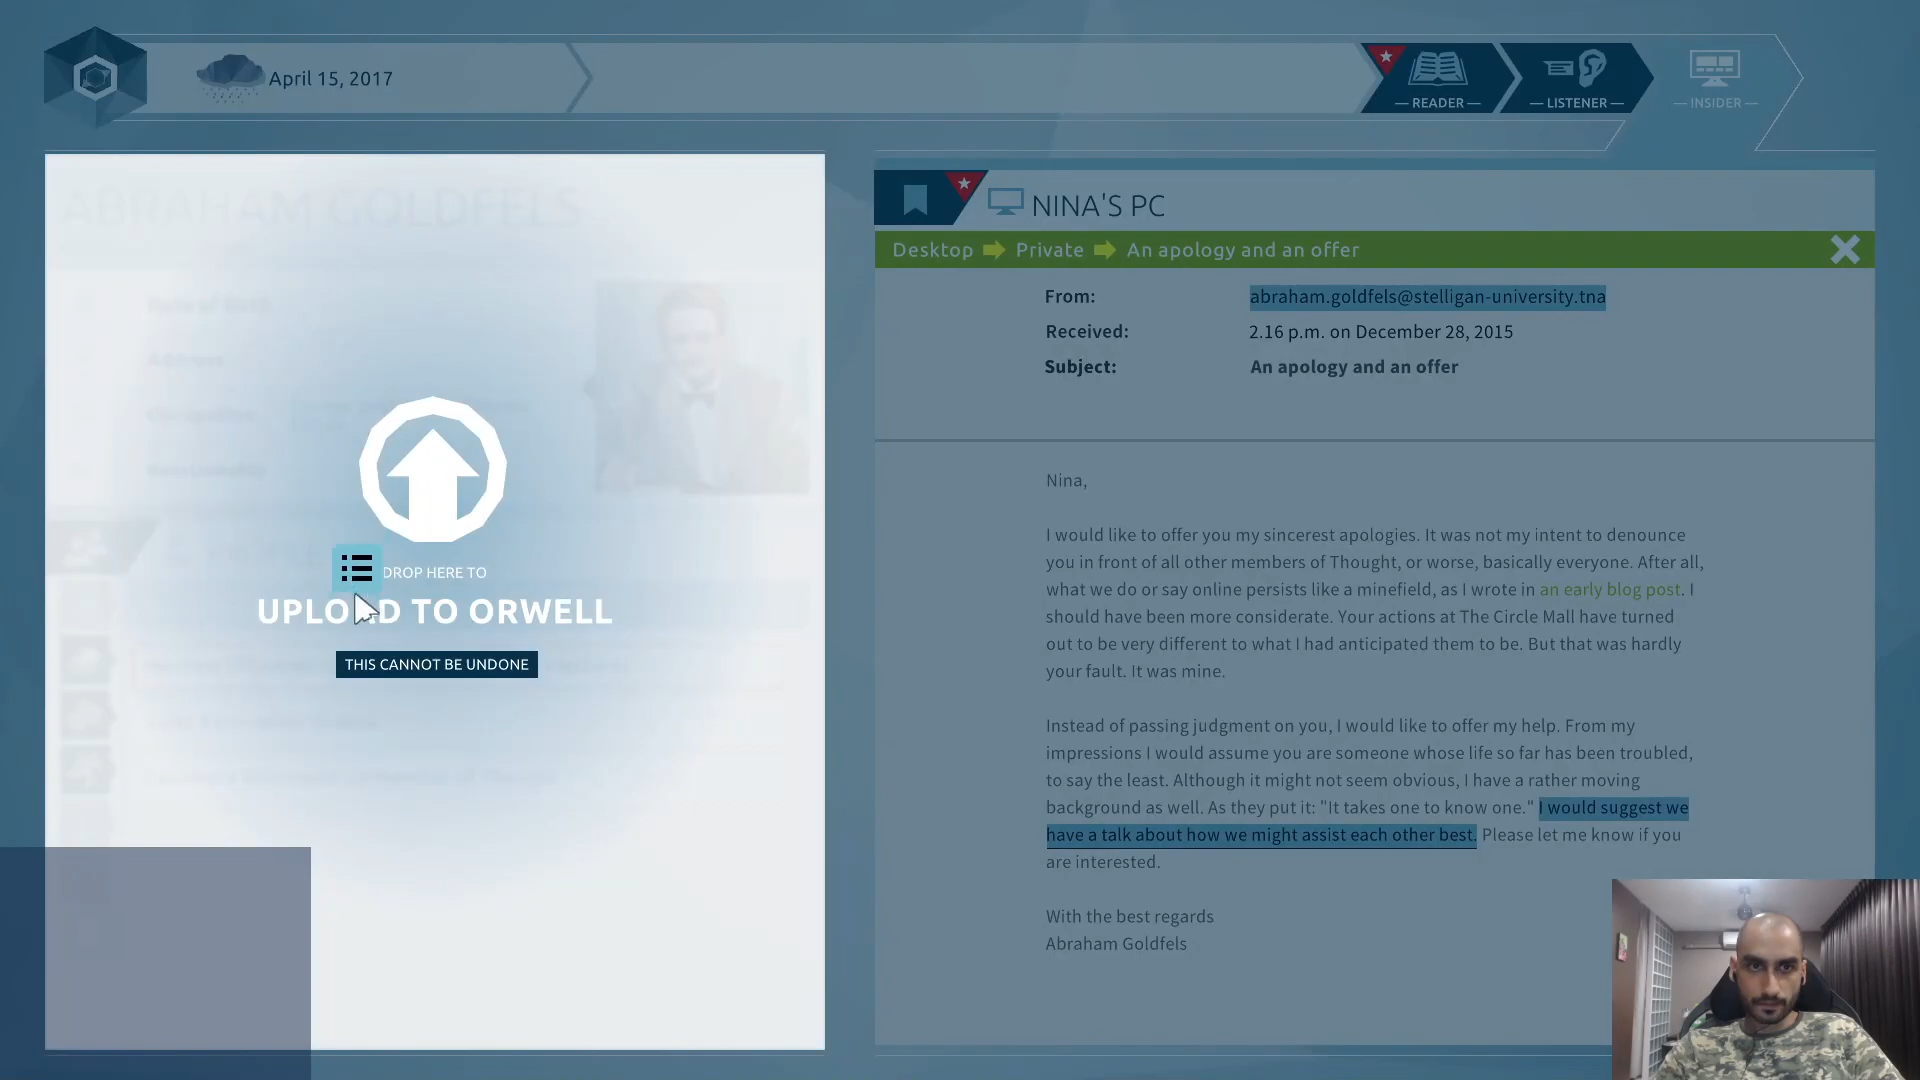 April 15, 2017
— READER —
— LISTENER —
— INSIDER —
ABRAHAM GOLDFELS
DROP HERE TO
UPLOAD TO ORWELL
THIS CANNOT BE UNDONE
NINA'S PC
Desktop Private An apology and an offer
From: abraham.goldfels@stelligan-university.tna
Received: 2.16 p.m. on December 28, 2015
Subject: An apology and an offer
Nina,
I would like to offer you my sincerest apologies. It was not my intent to denounce
you in front of all other members of Thought, or worse, basically everyone. After all,
what we do or say online persists like a minefield, as I wrote in an early blog post. I
should have been more considerate. Your actions at The Circle Mall have turned
out to be very different to what I had anticipated them to be. But that was hardly
your fault. It was mine.
Instead of passing judgment on you, I would like to offer my help. From my
impressions I would assume you are someone whose life so far has been troubled,
to say the least. Although it might not seem obvious, I have a rather moving
background as well. As they put it: "It takes one to know one." I would suggest we
have a talk about how we might assist each other best. Please let me know if you
are interested.
With the best regards
Abraham Goldfels